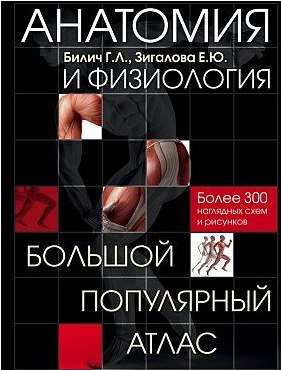 АНАТОМИЯ
Билич Г.Л., Зигалова Е.Ю.
И ФИЗИОЛОГИЯ
Более 300
наглядных схем
и рисунков
БОЛЬШОЙ
ПОПУЛЯРНЫЙ
АТЛАС